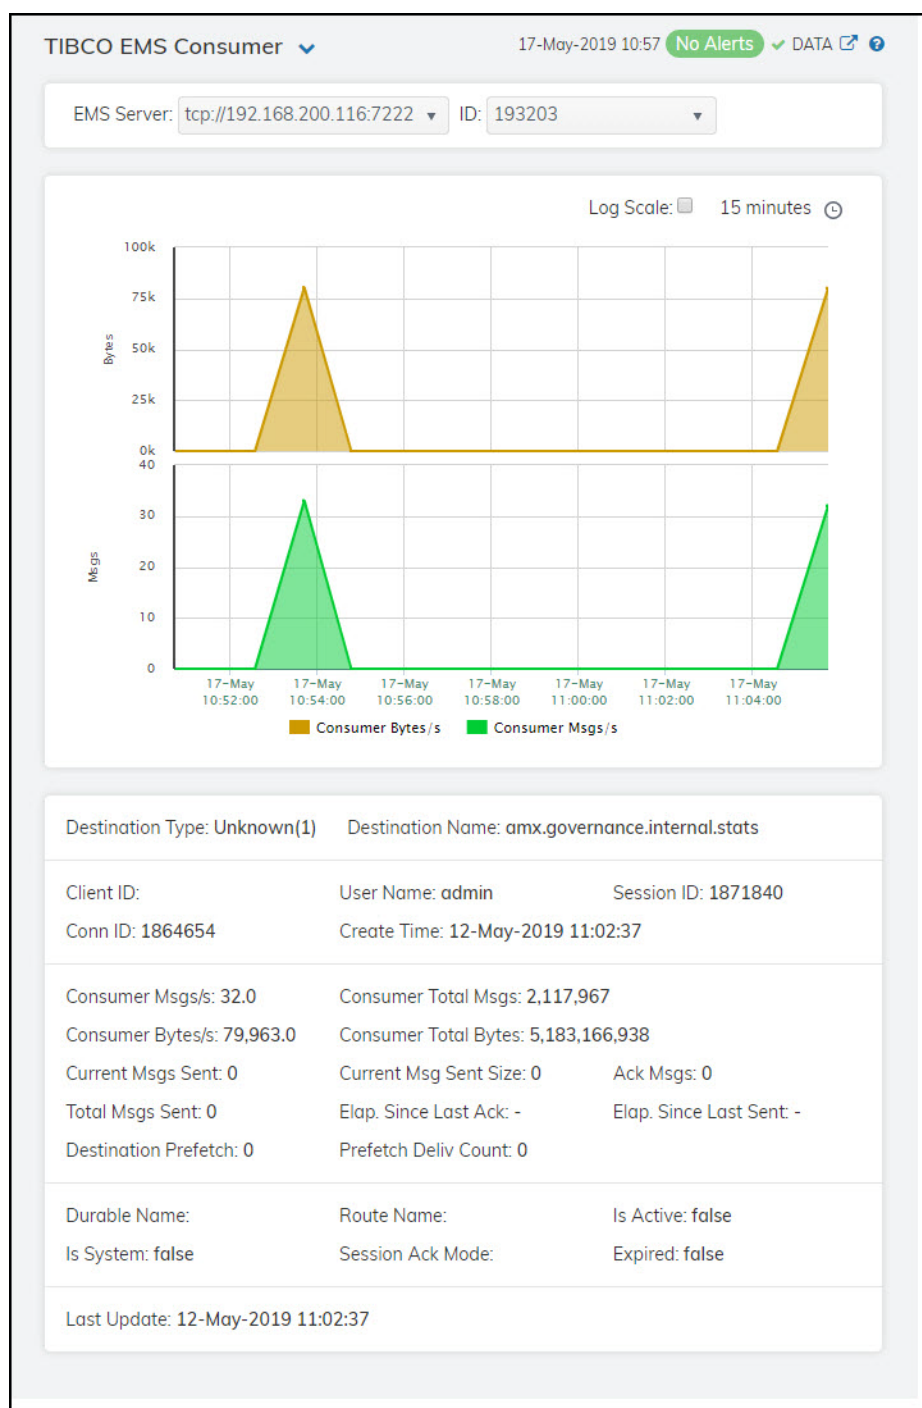 TIBCO EMS Consumer
17-May-2019 10:57 No Alerts DATA
EMS Server: tcp://192.168.200.116:7222 ID: 193203
Log Scale: 15 minutes
100k
75k
50k
25k
0k
Bytes
40
30
20
10
0
Msgs
17-May 17-May 17-May 17-May 17-May 17-May 17-May
10:52:00 10:54:00 10:56:00 10:58:00 11:00:00 11:02:00 11:04:00
Consumer Bytes/s Consumer Msgs/s
Destination Type: Unknown(1) Destination Name: amx.governance.internal.stats
Client ID: User Name: admin Session ID: 1871840
Conn ID: 1864654 Create Time: 12-May-2019 11:02:37
Consumer Msgs/s: 32.0 Consumer Total Msgs: 2,117,967
Consumer Bytes/s: 79,963.0 Consumer Total Bytes: 5,183,166,938
Current Msgs Sent: 0 Current Msg Sent Size: 0 Ack Msgs: 0
Total Msgs Sent: 0 Elap. Since Last Ack: - Elap. Since Last Sent: -
Destination Prefetch: 0 Prefetch Deliv Count: 0
Durable Name: Route Name: Is Active: false
Is System: false Session Ack Mode: Expired: false
Last Update: 12-May-2019 11:02:37